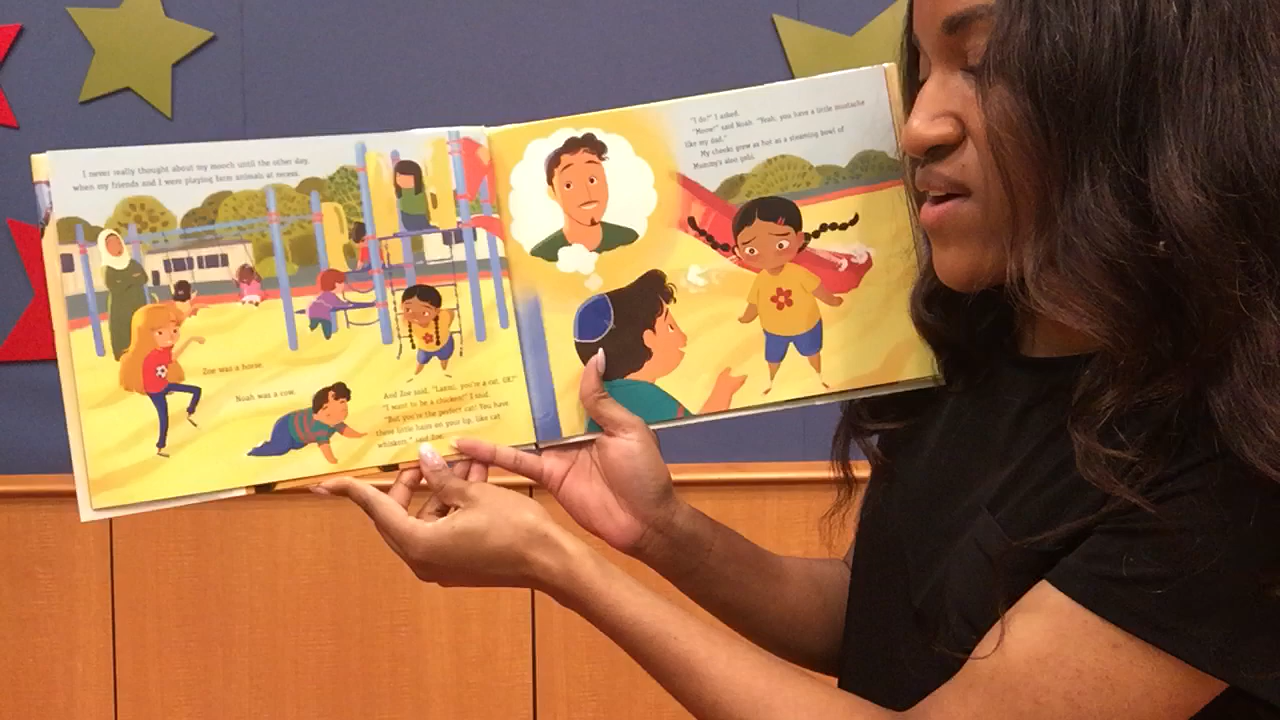 I never really thought about my mooch until the other day,
when my friends and I were playing farm animals at recess.
Zoe was a horse.
Noah was a cow.
And Zoe said, "Laxmi, you're a cat, OK?"
"I want to be a chicken!" I said.
"But you're the perfect cat! You have
these little hairs on your lip, like cat
whiskers," said Zoe.
"I do?" I asked.
"Mooo!" said Noah. "Yeah, you have a little mustache
like my dad."
My cheeks grew as hot as a steaming bowl of
Mummy's aloo gobi.